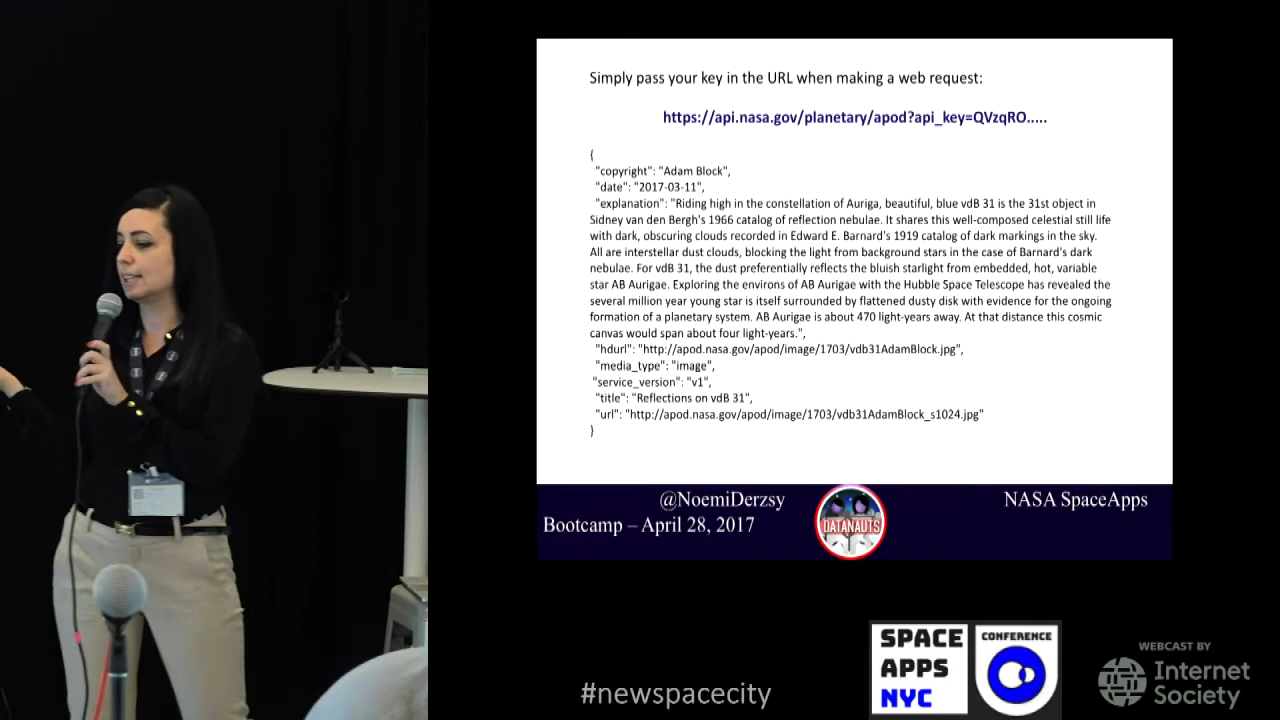 Simply pass your key in the URL when making a web request:
https://api.nasa.gov/planetary/apod?api_key=QVzqRO.....
{
"copyright": "Adam Block",
"date": "2017-03-11",
"explanation": "Riding high in the constellation of Auriga, beautiful, blue vdB 31 is the 31st object in
Sidney van den Bergh's 1966 catalog of reflection nebulae. It shares this well-composed celestial still life
with dark, obscuring clouds recorded in Edward E. Barnard's 1919 catalog of dark markings in the sky.
All are interstellar dust clouds, blocking the light from background stars in the case of Barnard's dark
nebulae. For vdB 31, the dust preferentially reflects the bluish starlight from embedded, hot, variable
star AB Aurigae. Exploring the environs of AB Aurigae with the Hubble Space Telescope has revealed the
several million year young star is itself surrounded by flattened dusty disk with evidence for the ongoing
formation of a planetary system. AB Aurigae is about 470 light-years away. At that distance this cosmic
canvas would span about four light-years.",
"hdurl": "http://apod.nasa.gov/apod/image/1703/vdb31AdamBlock.jpg",
"media_type": "image",
"service_version": "v1",
"title": "Reflections on vdB 31",
"url": "http://apod.nasa.gov/apod/image/1703/vdb31AdamBlock_s1024.jpg"
}
@NoemiDerzsy
NASA SpaceApps
Bootcamp – April 28, 2017
DATANAUTS
SPACE
APPS
NYC
CONFERENCE
#newspacecity
WEBCAST BY
Internet
Society